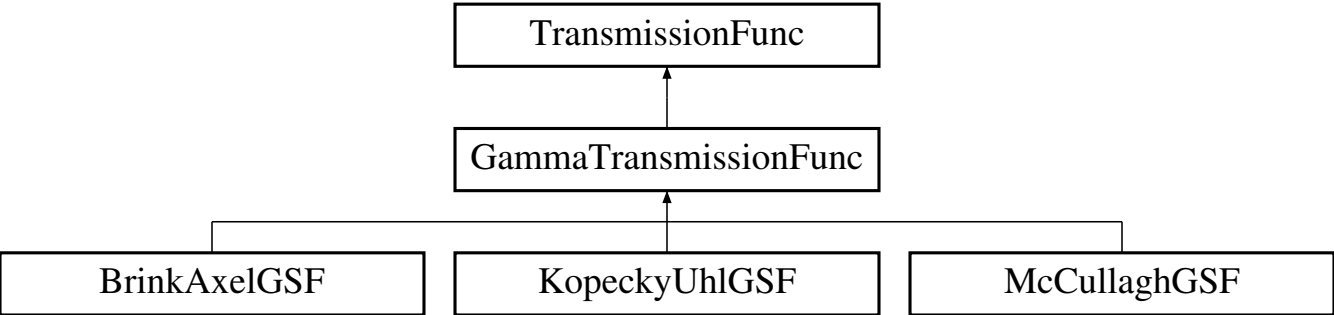 TransmissionFunc
GammaTransmissionFunc
BrinkAxelGSF
KopeckyUhlGSF
McCullaghGSF